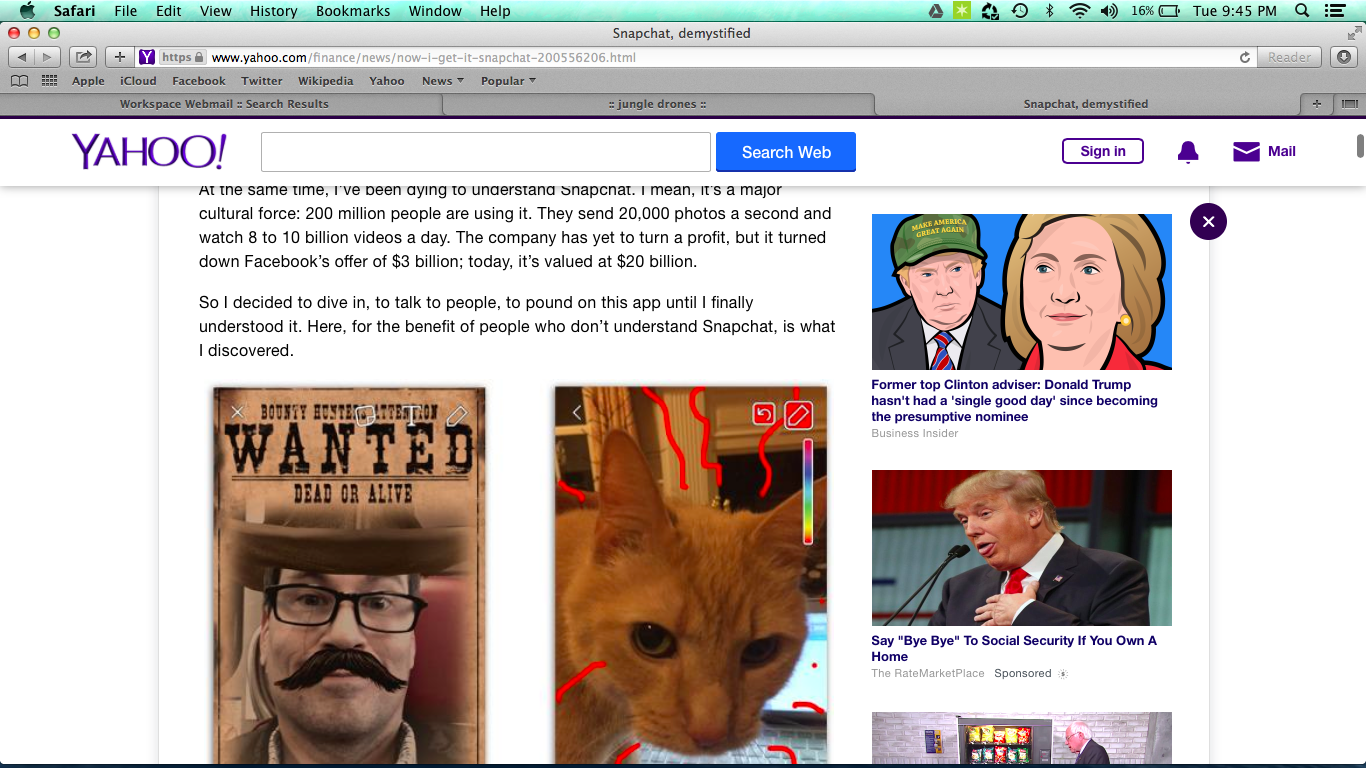 Safari File Edit View History Bookmarks Window Help 16% Tue 9:45 PM
Snapchat, demystified
https www.yahoo.com/finance/news/now-i-get-it-snapchat-200556206.html Reader
Apple iCloud Facebook Twitter Wikipedia Yahoo News Popular
Workspace Webmail :: Search Results :: jungle drones :: Snapchat, demystified
YAHOO! Search Web Sign in Mail
At the same time, I've been dying to understand Snapchat. I mean, it's a major
cultural force: 200 million people are using it. They send 20,000 photos a second and
watch 8 to 10 billion videos a day. The company has yet to turn a profit, but it turned
down Facebook's offer of $3 billion; today, it's valued at $20 billion.
So I decided to dive in, to talk to people, to pound on this app until I finally
understood it. Here, for the benefit of people who don't understand Snapchat, is what
I discovered.
BOUNTY HUNTER ATTENTION
T
WANTED
DEAD OR ALIVE
MAKE AMERICA
GREAT AGAIN
Former top Clinton adviser: Donald Trump
hasn't had a 'single good day' since becoming
the presumptive nominee
Business Insider
Say "Bye Bye" To Social Security If You Own A
Home
The RateMarketPlace Sponsored